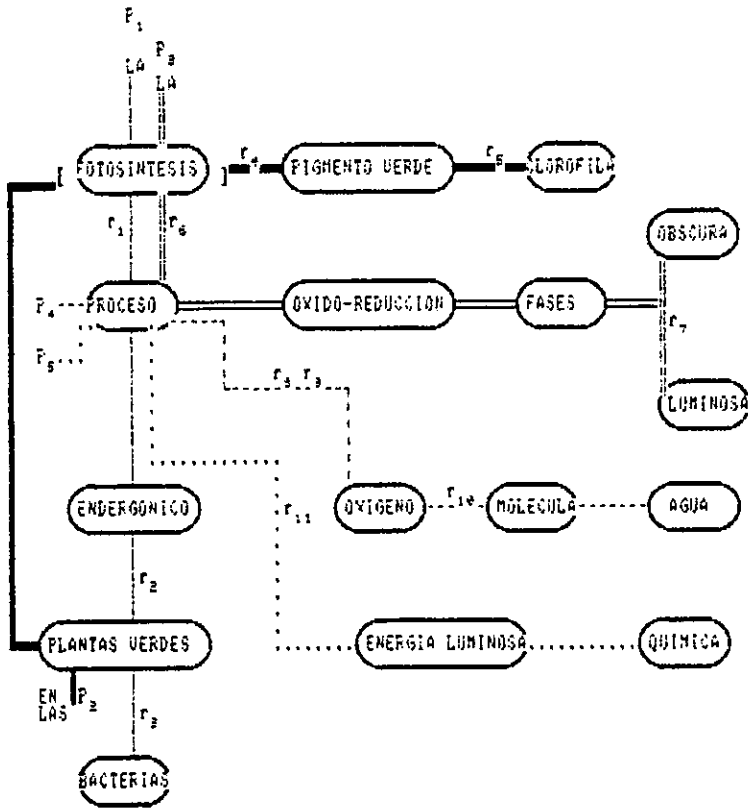 P1
P3
LA
LA
[ FOTOSINTESIS ] r4 PIGMENTO VERDE r5 CLOROFILA
r1 r6
OBSCURA
P4 PROCESO OXIDO-REDUCCION FASES r7
P5
r8 r9
LUMINOSA
ENDERGONICO r11 OXIGENO r10 MOLECULA AGUA
r2
PLANTAS VERDES ENERGIA LUMINOSA QUIMICA
EN LAS P2
r3
BACTERIAS